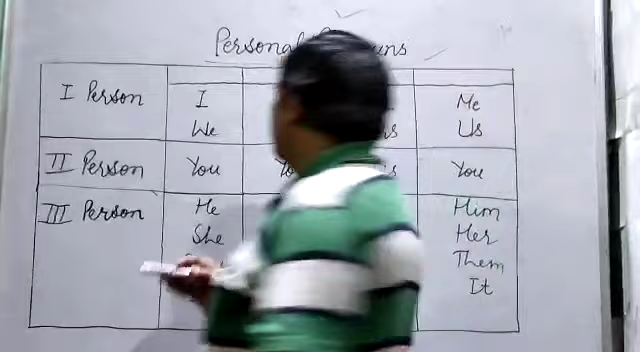 Personal
I Person I Me
We Us
II Person You You
III Person He Him
She Her
Them
It